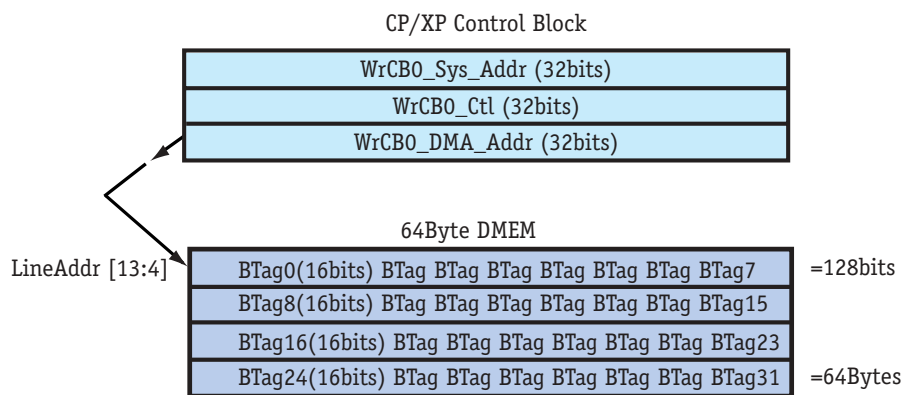 CP/XP Control Block
WrCB0_Sys_Addr (32bits)
WrCB0_Ctl (32bits)
WrCB0_DMA_Addr (32bits)
64Byte DMEM
LineAddr [13:4]
BTag0(16bits) BTag BTag BTag BTag BTag BTag BTag7
=128bits
BTag8(16bits) BTag BTag BTag BTag BTag BTag BTag15
BTag16(16bits) BTag BTag BTag BTag BTag BTag BTag23
BTag24(16bits) BTag BTag BTag BTag BTag BTag BTag31
=64Bytes